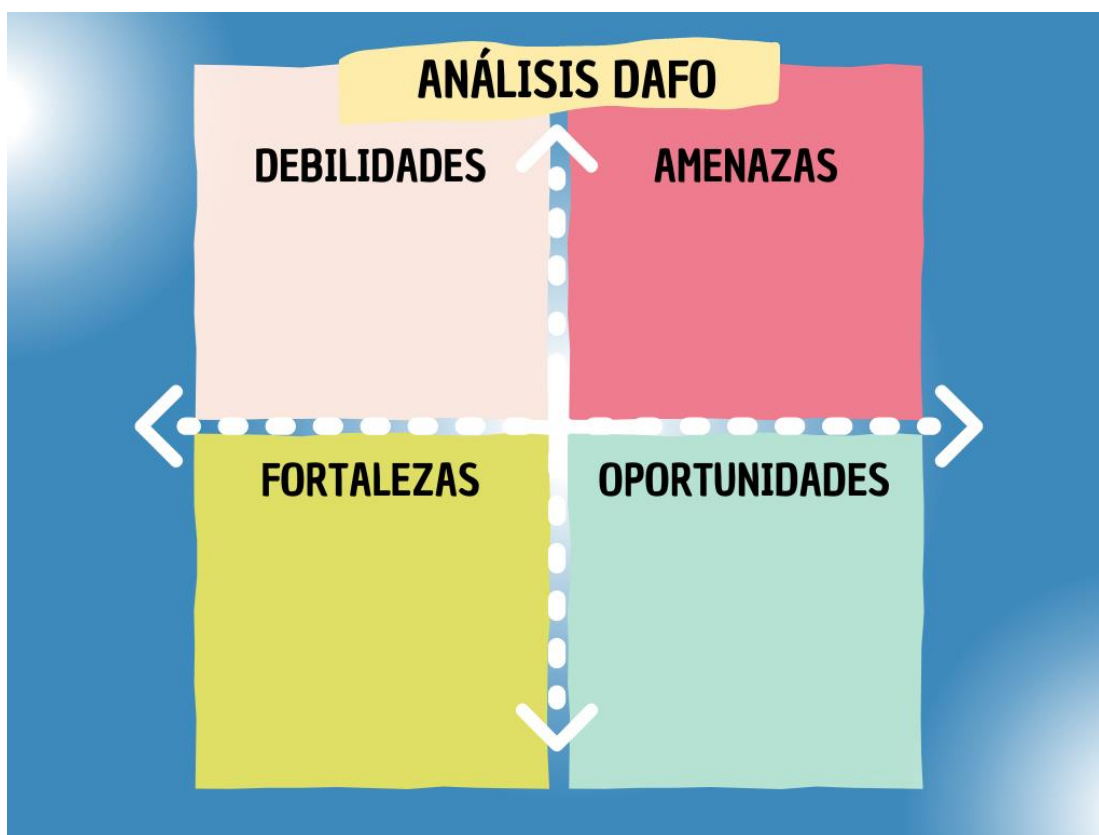 ANÁLISIS DAFO
DEBILIDADES
AMENAZAS
FORTALEZAS
OPORTUNIDADES